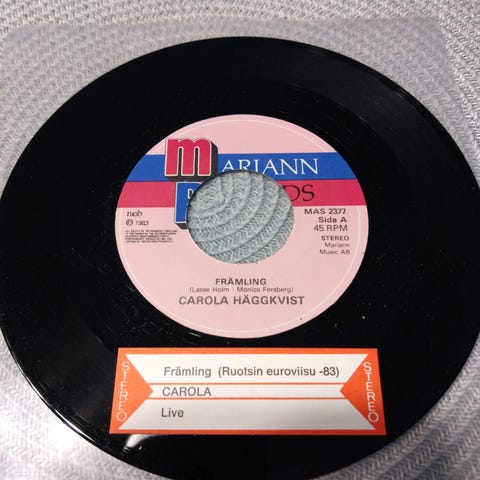 mARIANN
RECORDS
MAS 2377
Sida A
45 RPM
STEREO
Mariann
Music AB
ncb
Ⓟ 1983
FRÄMLING
(Lasse Holm - Monica Forsberg)
CAROLA HÄGGKVIST
STEREO
Främling (Ruotsin euroviisu -83)
CAROLA
Live
STEREO